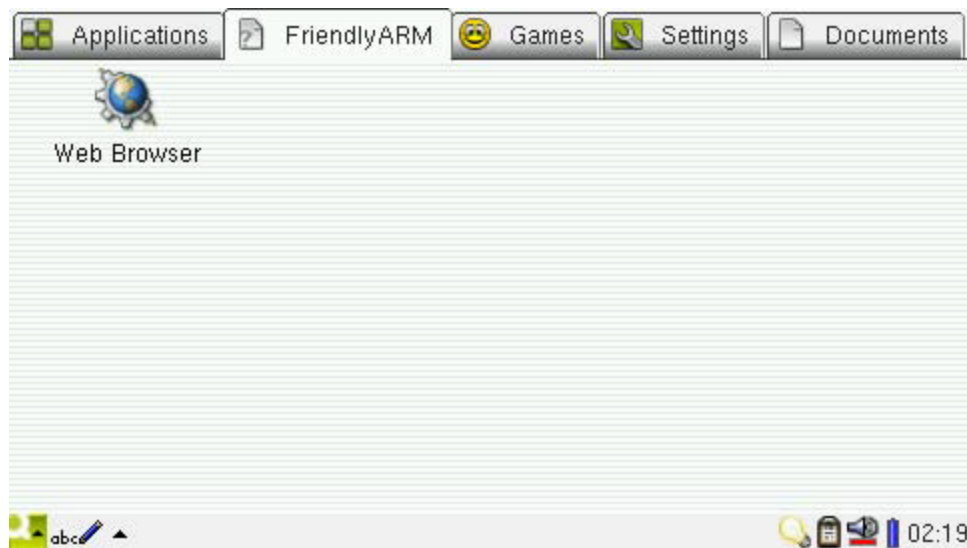 Applications FriendlyARM Games Settings Documents
Web Browser
abc 02:19